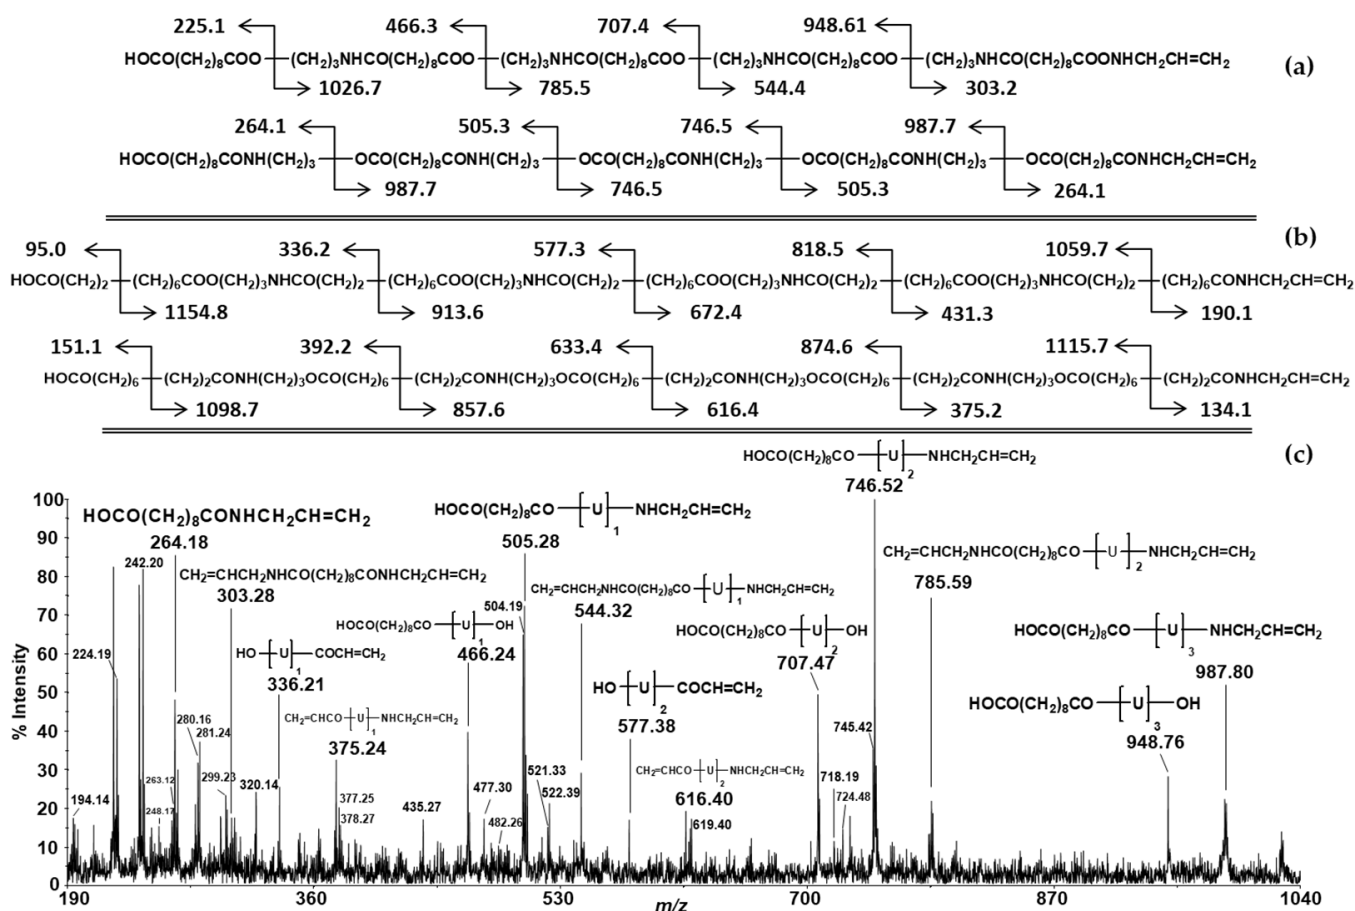 225.1 466.3 707.4 948.61
HOCO(CH₂)₈COO—(CH₂)₃NHCO(CH₂)₈COO—(CH₂)₃NHCO(CH₂)₈COO—(CH₂)₃NHCO(CH₂)₈COO—(CH₂)₃NHCO(CH₂)₈COONHCH₂CH=CH₂
(a)
1026.7 785.5 544.4 303.2
264.1 505.3 746.5 987.7
HOCO(CH₂)₈CONH(CH₂)₃—OCO(CH₂)₈CONH(CH₂)₃—OCO(CH₂)₈CONH(CH₂)₃—OCO(CH₂)₈CONH(CH₂)₃—OCO(CH₂)₈CONHCH₂CH=CH₂
987.7 746.5 505.3 264.1
(b)
95.0 336.2 577.3 818.5 1059.7
HOCO(CH₂)₂—(CH₂)₆COO(CH₂)₃NHCO(CH₂)₂—(CH₂)₆COO(CH₂)₃NHCO(CH₂)₂—(CH₂)₆COO(CH₂)₃NHCO(CH₂)₂—(CH₂)₆COO(CH₂)₃NHCO(CH₂)₂—(CH₂)₆CONHCH₂CH=CH₂
1154.8 913.6 672.4 431.3 190.1
151.1 392.2 633.4 874.6 1115.7
HOCO(CH₂)₆—(CH₂)₂CONH(CH₂)₃OCO(CH₂)₆—(CH₂)₂CONH(CH₂)₃OCO(CH₂)₆—(CH₂)₂CONH(CH₂)₃OCO(CH₂)₆—(CH₂)₂CONH(CH₂)₃OCO(CH₂)₆—(CH₂)₂CONHCH₂CH=CH₂
1098.7 857.6 616.4 375.2 134.1
(c)
HOCO(CH₂)₈CO—[U]₂—NHCH₂CH=CH₂
746.52
HOCO(CH₂)₈CONHCH₂CH=CH₂
264.18
HOCO(CH₂)₈CO—[U]₁—NHCH₂CH=CH₂
505.28
CH₂=CHCH₂NHCO(CH₂)₈CO—[U]₂—NHCH₂CH=CH₂
785.59
242.20
CH₂=CHCH₂NHCO(CH₂)₈CONHCH₂CH=CH₂
303.28
CH₂=CHCH₂NHCO(CH₂)₈CO—[U]₁—NHCH₂CH=CH₂
544.32
504.19
HOCO(CH₂)₈CO—[U]₁—OH
466.24
HOCO(CH₂)₈CO—[U]₂—OH
707.47
HOCO(CH₂)₈CO—[U]₃—NHCH₂CH=CH₂
987.80
224.19
HO—[U]₁—COCH=CH₂
336.21
HO—[U]₂—COCH=CH₂
577.38
HOCO(CH₂)₈CO—[U]₃—OH
948.76
280.16
281.24
CH₂=CHCO—[U]₁—NHCH₂CH=CH₂
375.24
745.42
299.23
320.14
263.12
248.17
194.14
377.25
378.27
435.27
477.30
482.26
521.33
522.39
CH₂=CHCO—[U]₂—NHCH₂CH=CH₂
616.40
619.40
718.19
724.48
100
90
80
70
60
50
40
30
20
10
0
% Intensity
190 360 530 700 870 1040
m/z